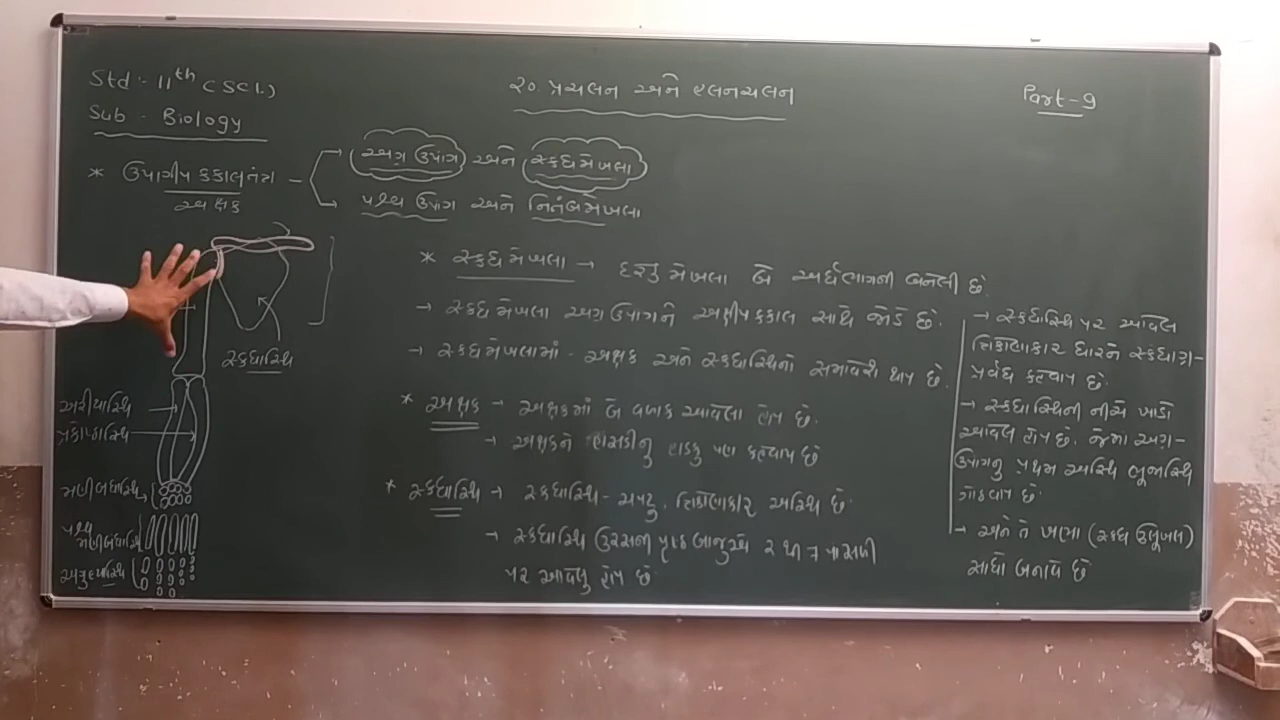 Std :- 11th (SCI.)
Sub - Biology
૨૦. પ્રચલન અને હલનચલન
Part-9
* ઉપાંગીય કંકાલતંત્ર -
અગ્ર ઉપાંગ અને સ્કંધમેખલા
પશ્ચ ઉપાંગ અને નિતંબમેખલા
અક્ષક
સ્કંધાસ્થિ
અરીયાસ્થિ
પ્રકોષ્ઠાસ્થિ
મણીબંધાસ્થિ
પશ્ચ
મણીબંધાસ્થિ
* સ્કંધમેખલા → દરેક મેખલા બે અર્ધભાગની બનેલી છે.
→ સ્કંધ મેખલા અગ્ર ઉપાંગને અક્ષીય કંકાલ સાથે જોડે છે.
→ સ્કંધમેખલામાં - અક્ષક અને સ્કંધાસ્થિનો સમાવેશ થાય છે.
* અક્ષક → અક્ષકમાં બે વળાંક આવેલા હોય છે.
→ અક્ષકને હાંસડીનું હાડકુ પણ કહેવાય છે
* સ્કંધાસ્થિ → સ્કંધાસ્થિ - ચપટુ, ત્રિકોણાકાર અસ્થિ છે.
→ સ્કંધાસ્થિ ઉરસની પૃષ્ઠ બાજુએ ૨ થી ૭ પાંસળી
પર આવેલુ હોય છે.
→ સ્કંધાસ્થિ પર આવેલ
ત્રિકોણાકાર ધારને સ્કંધાગ્ર-
પ્રવર્ધ કહેવાય છે.
→ સ્કંધાસ્થિની નીચે ખાડો
આવેલ હોય છે. જેમાં અગ્ર-
ઉપાંગનુ પ્રથમ અસ્થિ ભૂજાસ્થિ
ગોઠવાય છે.
→ અને તે ખભા (સ્કંધ ઉલૂખલ)
સાંધો બનાવે છે